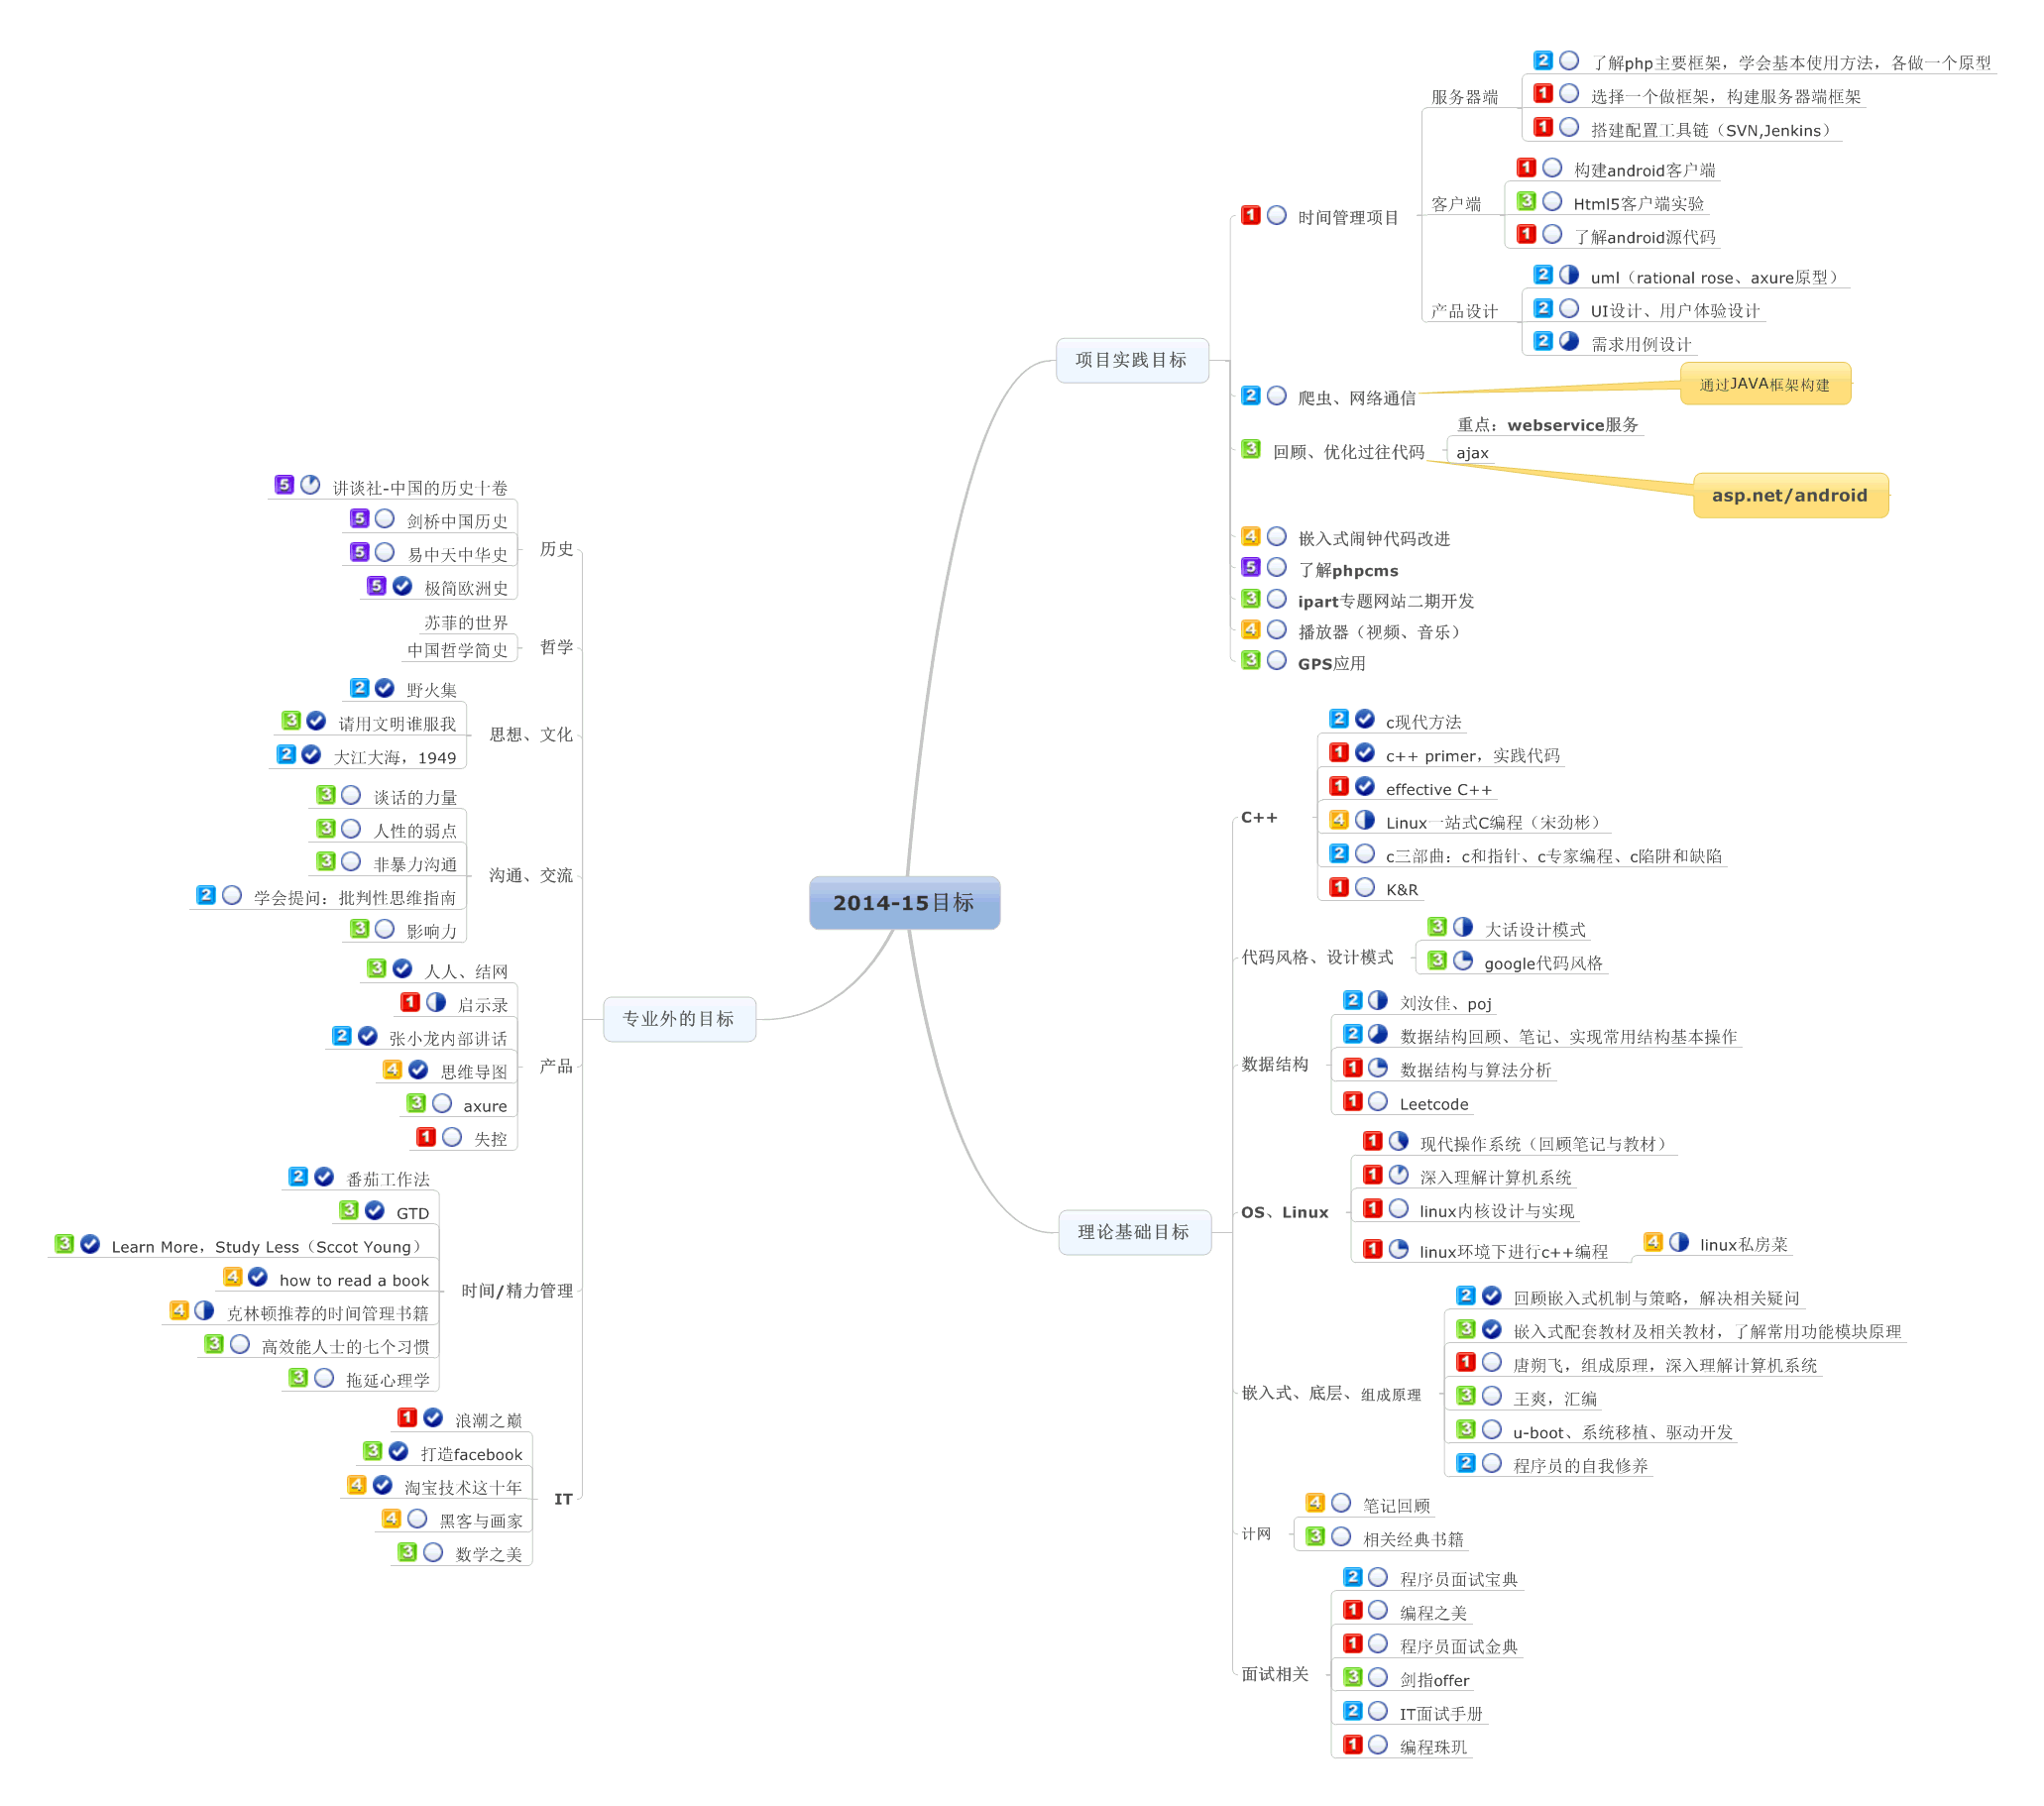 2014-15目标
项目实践目标
1 时间管理项目
服务器端
2 了解php主要框架，学会基本使用方法，各做一个原型
1 选择一个做框架，构建服务器端框架
1 搭建配置工具链（SVN,Jenkins）
客户端
1 构建android客户端
3 Html5客户端实验
1 了解android源代码
产品设计
2 uml（rational rose、axure原型）
2 UI设计、用户体验设计
2 需求用例设计
2 爬虫、网络通信
通过JAVA框架构建
3 回顾、优化过往代码
重点：webservice服务
ajax
asp.net/android
4 嵌入式闹钟代码改进
5 了解phpcms
3 ipart专题网站二期开发
4 播放器（视频、音乐）
3 GPS应用
理论基础目标
C++
2 c现代方法
1 c++ primer，实践代码
1 effective C++
4 Linux一站式C编程（宋劲彬）
2 c三部曲：c和指针、c专家编程、c陷阱和缺陷
1 K&R
代码风格、设计模式
3 大话设计模式
3 google代码风格
数据结构
2 刘汝佳、poj
2 数据结构回顾、笔记、实现常用结构基本操作
1 数据结构与算法分析
1 Leetcode
OS、Linux
1 现代操作系统（回顾笔记与教材）
1 深入理解计算机系统
1 linux内核设计与实现
1 linux环境下进行c++编程
4 linux私房菜
嵌入式、底层、组成原理
2 回顾嵌入式机制与策略，解决相关疑问
3 嵌入式配套教材及相关教材，了解常用功能模块原理
1 唐朔飞，组成原理，深入理解计算机系统
3 王爽，汇编
3 u-boot、系统移植、驱动开发
2 程序员的自我修养
计网
4 笔记回顾
3 相关经典书籍
面试相关
2 程序员面试宝典
1 编程之美
1 程序员面试金典
3 剑指offer
2 IT面试手册
1 编程珠玑
专业外的目标
历史
5 讲谈社-中国的历史十卷
5 剑桥中国历史
5 易中天中华史
5 极简欧洲史
哲学
苏菲的世界
中国哲学简史
思想、文化
2 野火集
3 请用文明谁服我
2 大江大海，1949
沟通、交流
3 谈话的力量
3 人性的弱点
3 非暴力沟通
2 学会提问：批判性思维指南
3 影响力
产品
3 人人、结网
1 启示录
2 张小龙内部讲话
4 思维导图
3 axure
1 失控
时间/精力管理
2 番茄工作法
3 GTD
3 Learn More，Study Less（Sccot Young）
4 how to read a book
4 克林顿推荐的时间管理书籍
3 高效能人士的七个习惯
3 拖延心理学
IT
1 浪潮之巅
3 打造facebook
4 淘宝技术这十年
4 黑客与画家
3 数学之美